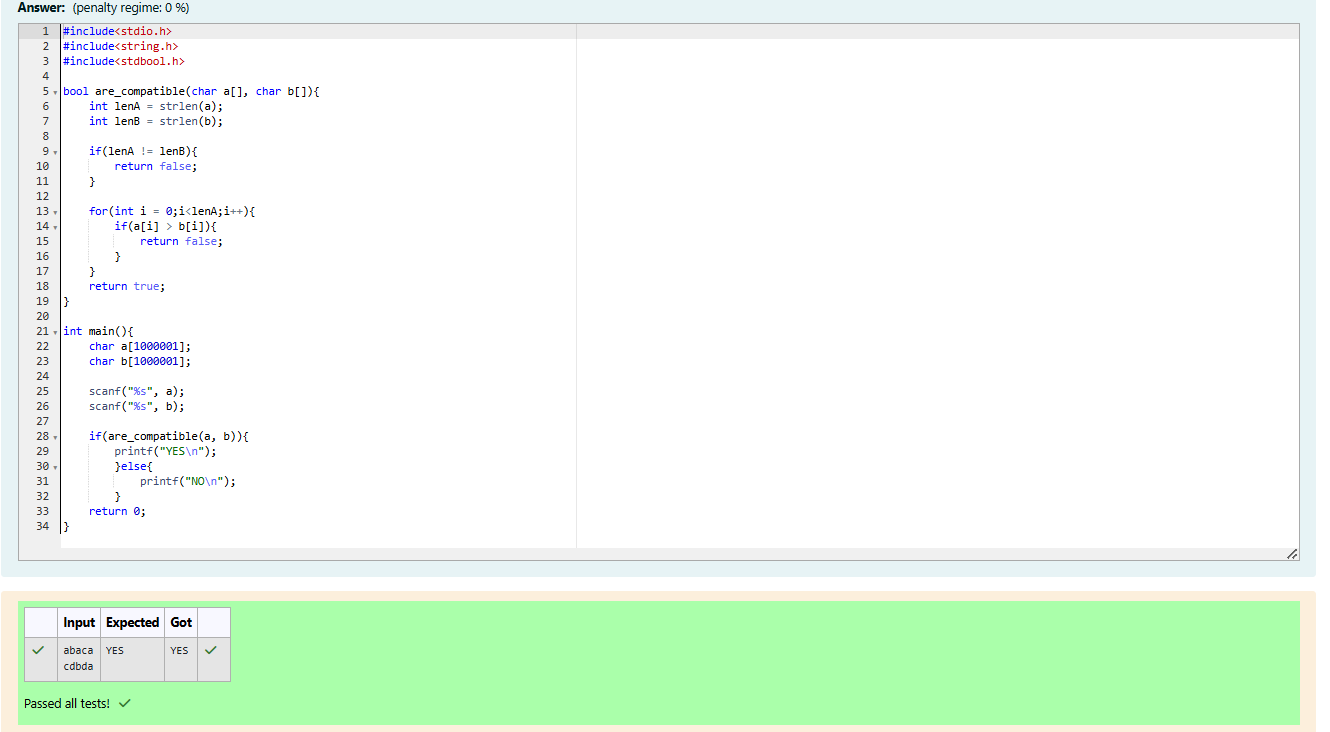 Answer: (penalty regime: 0 %)
1 #include<stdio.h>
2 #include<string.h>
3 #include<stdbool.h>
4
5 bool are_compatible(char a[], char b[]){
6     int lenA = strlen(a);
7     int lenB = strlen(b);
8
9     if(lenA != lenB){
10         return false;
11     }
12
13     for(int i = 0;i<lenA;i++){
14         if(a[i] > b[i]){
15             return false;
16         }
17     }
18     return true;
19 }
20
21 int main(){
22     char a[1000001];
23     char b[1000001];
24
25     scanf("%s", a);
26     scanf("%s", b);
27
28     if(are_compatible(a, b)){
29         printf("YES\n");
30         }else{
31             printf("NO\n");
32         }
33     return 0;
34 }
Input Expected Got
abaca YES YES
cdbda
Passed all tests!